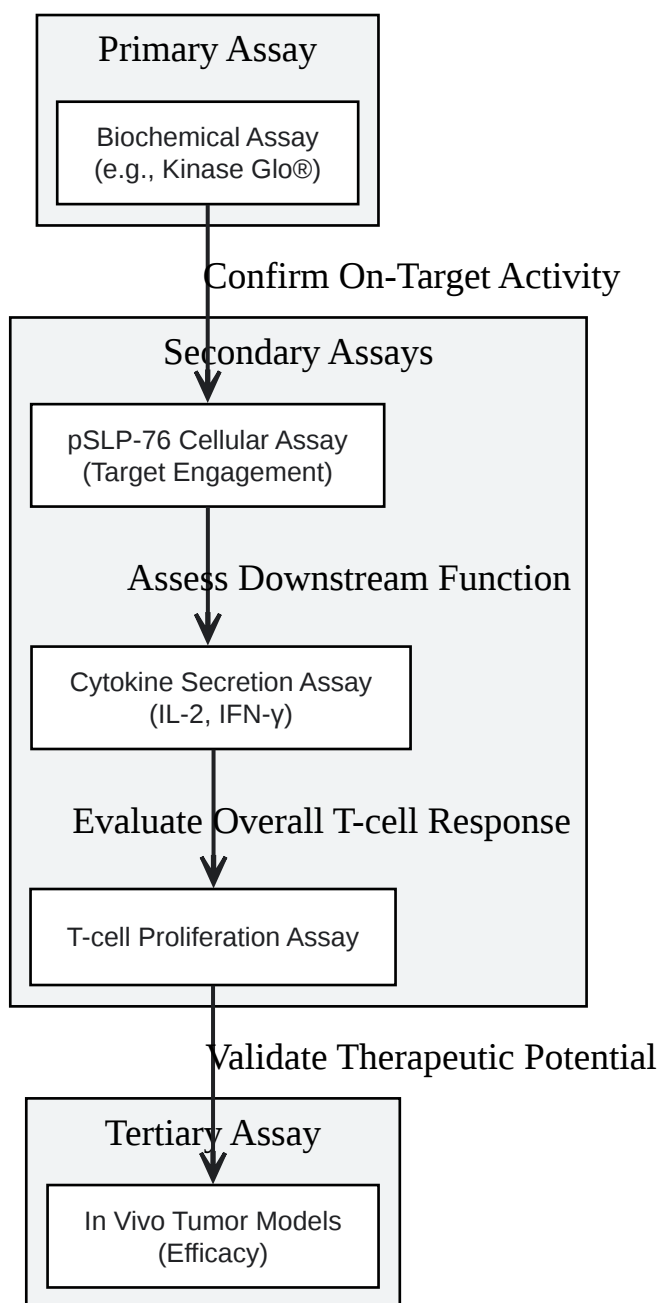 Primary Assay
Biochemical Assay
(e.g., Kinase Glo®)
Confirm On-Target Activity
Secondary Assays
pSLP-76 Cellular Assay
(Target Engagement)
Assess Downstream Function
Cytokine Secretion Assay
(IL-2, IFN-γ)
Evaluate Overall T-cell Response
T-cell Proliferation Assay
Validate Therapeutic Potential
Tertiary Assay
In Vivo Tumor Models
(Efficacy)